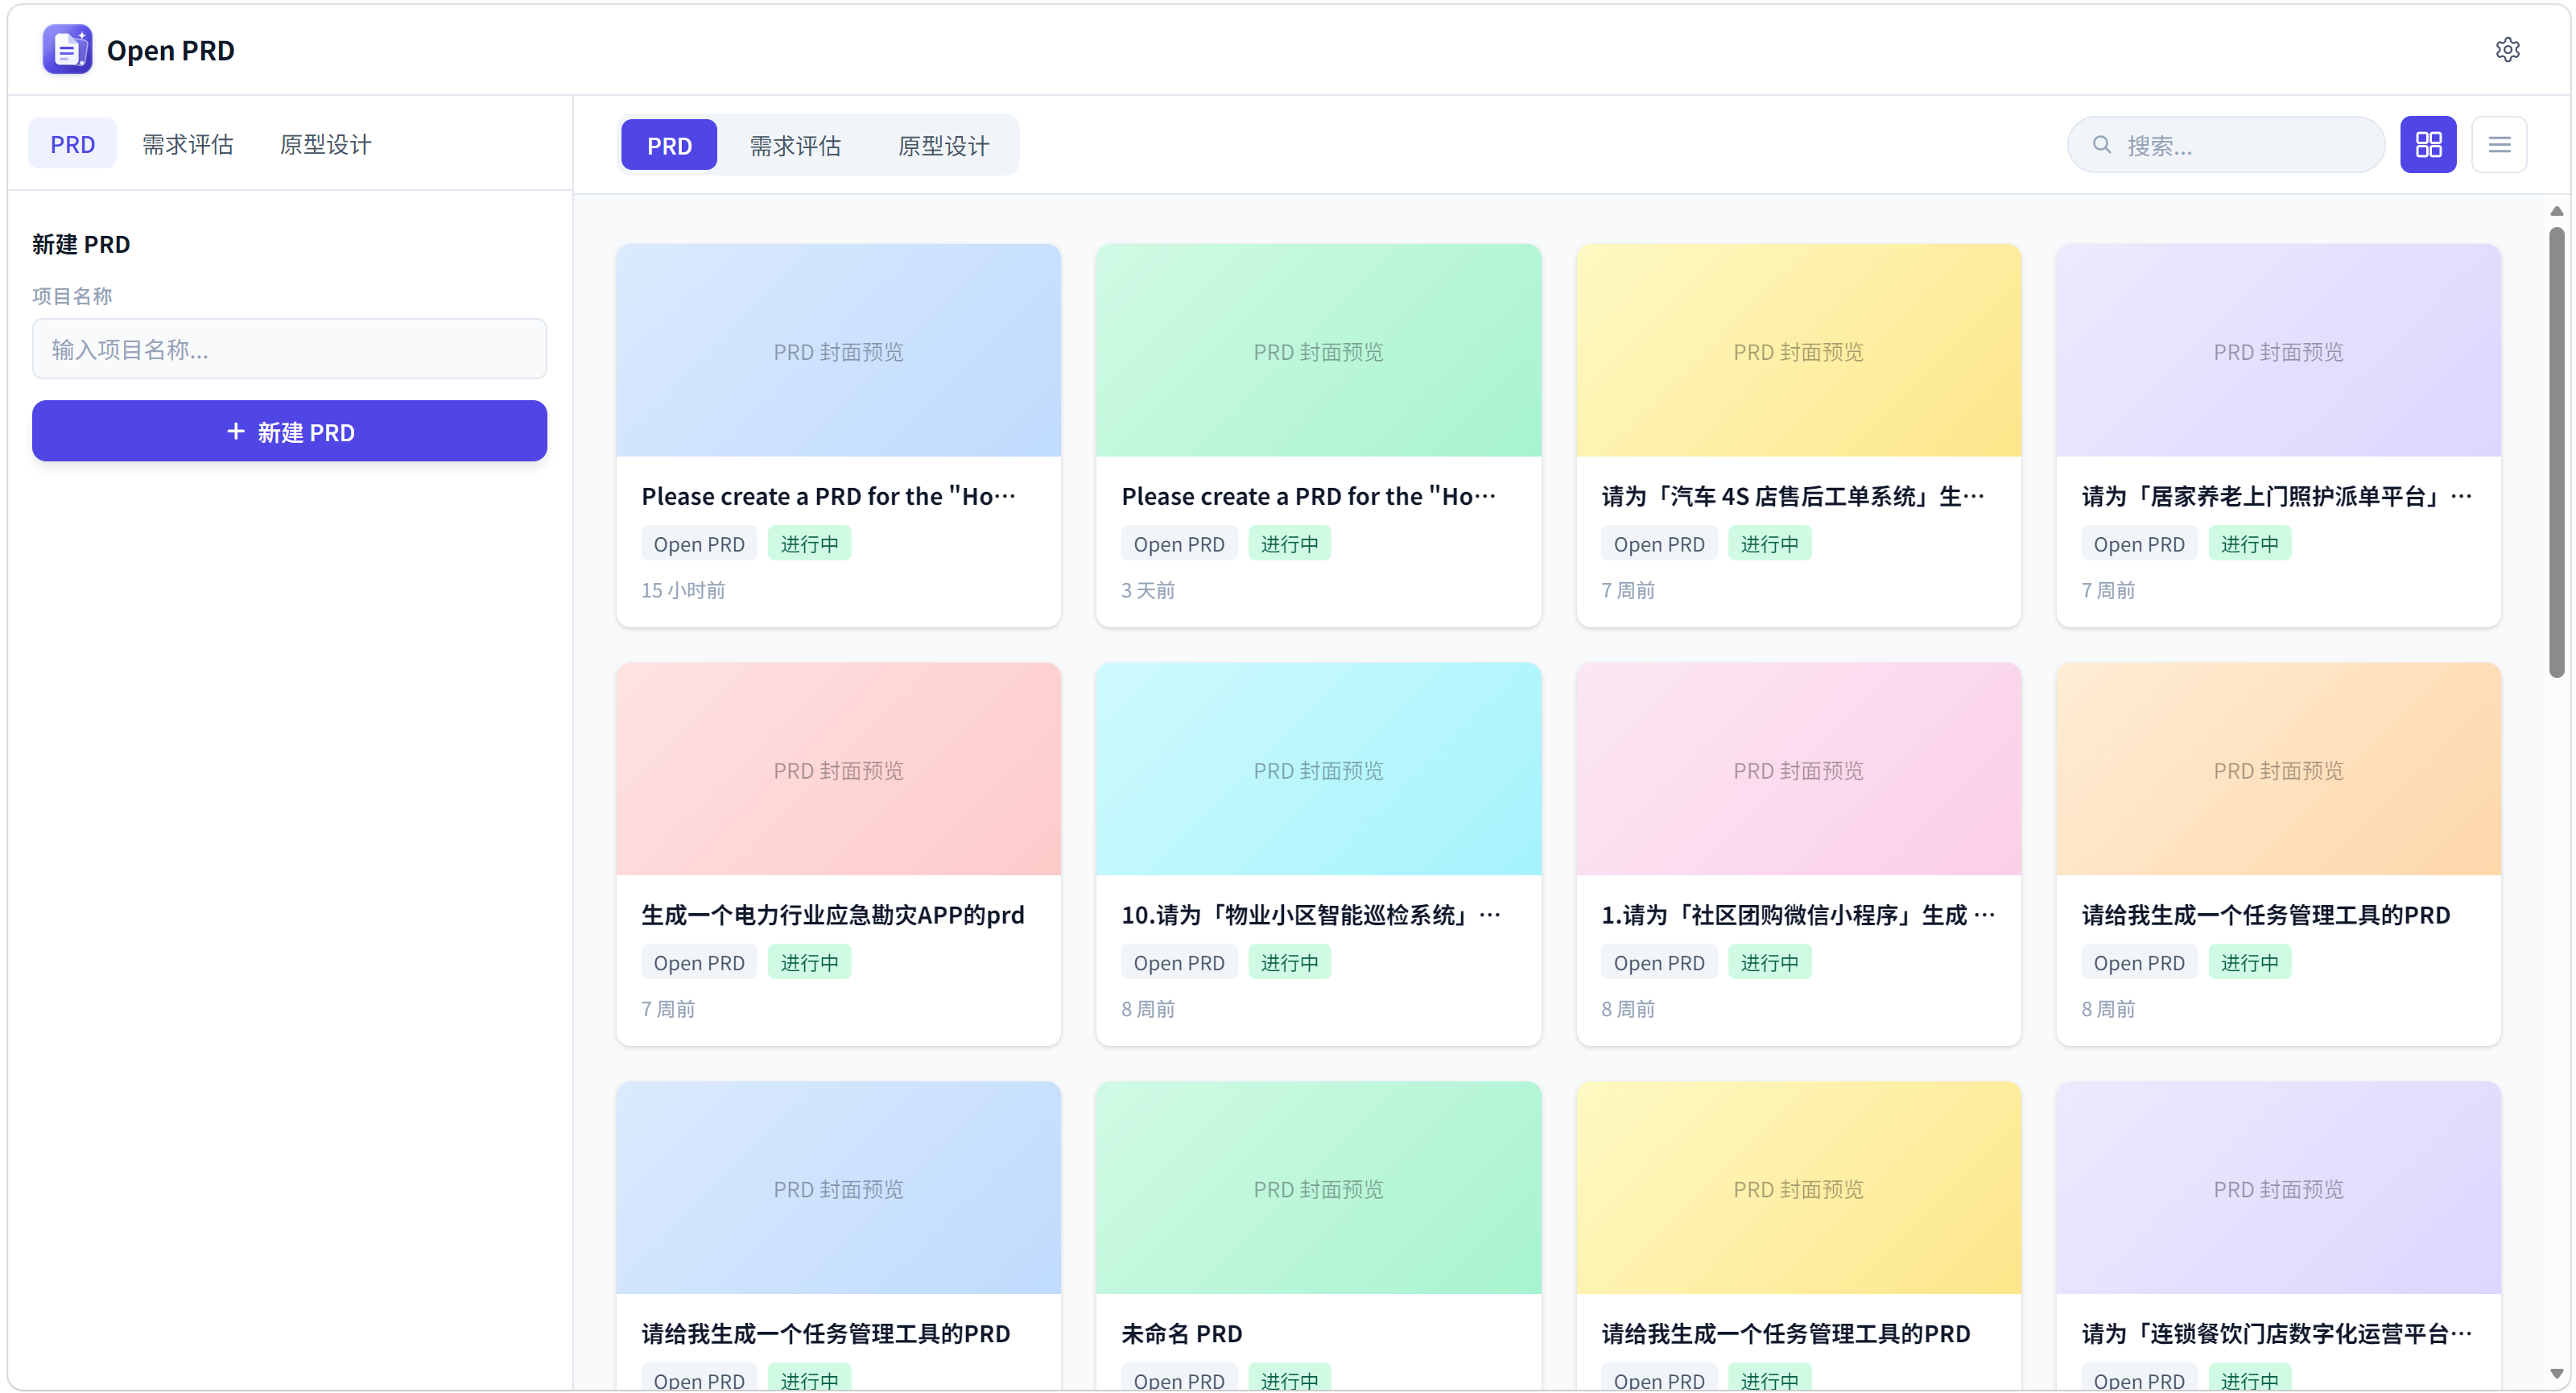 Open PRD
PRD 需求评估 原型设计
新建 PRD
项目名称
输入项目名称...
+ 新建 PRD
PRD 需求评估 原型设计
搜索...
PRD 封面预览
Please create a PRD for the "Ho···
Open PRD 进行中
15 小时前
PRD 封面预览
Please create a PRD for the "Ho···
Open PRD 进行中
3 天前
PRD 封面预览
请为「汽车 4S 店售后工单系统」生···
Open PRD 进行中
7 周前
PRD 封面预览
请为「居家养老上门照护派单平台」···
Open PRD 进行中
7 周前
PRD 封面预览
生成一个电力行业应急勘灾APP的prd
Open PRD 进行中
7 周前
PRD 封面预览
10.请为「物业小区智能巡检系统」···
Open PRD 进行中
8 周前
PRD 封面预览
1.请为「社区团购微信小程序」生成 ···
Open PRD 进行中
8 周前
PRD 封面预览
请给我生成一个任务管理工具的PRD
Open PRD 进行中
8 周前
PRD 封面预览
请给我生成一个任务管理工具的PRD
Open PRD 进行中
PRD 封面预览
未命名 PRD
Open PRD 进行中
PRD 封面预览
请给我生成一个任务管理工具的PRD
Open PRD 进行中
PRD 封面预览
请为「连锁餐饮门店数字化运营平台···
Open PRD 进行中